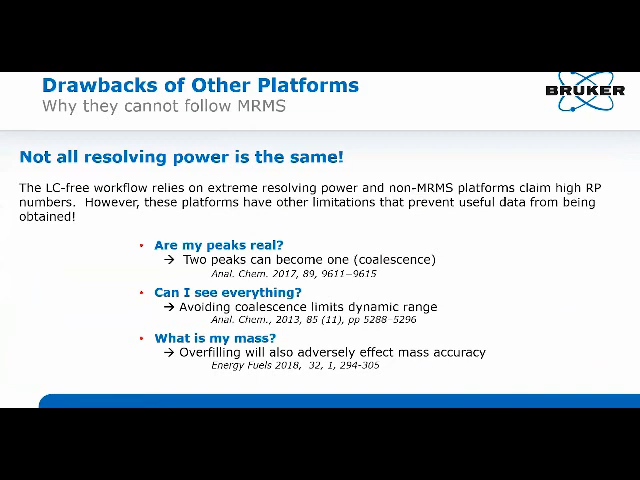 Drawbacks of Other Platforms
Why they cannot follow MRMS
BRUKER
Not all resolving power is the same!
The LC-free workflow relies on extreme resolving power and non-MRMS platforms claim high RP
numbers.  However, these platforms have other limitations that prevent useful data from being
obtained!
• Are my peaks real?
→ Two peaks can become one (coalescence)
Anal. Chem. 2017, 89, 9611−9615
• Can I see everything?
→ Avoiding coalescence limits dynamic range
Anal. Chem., 2013, 85 (11), pp 5288–5296
• What is my mass?
→ Overfilling will also adversely effect mass accuracy
Energy Fuels 2018,  32, 1, 294-305